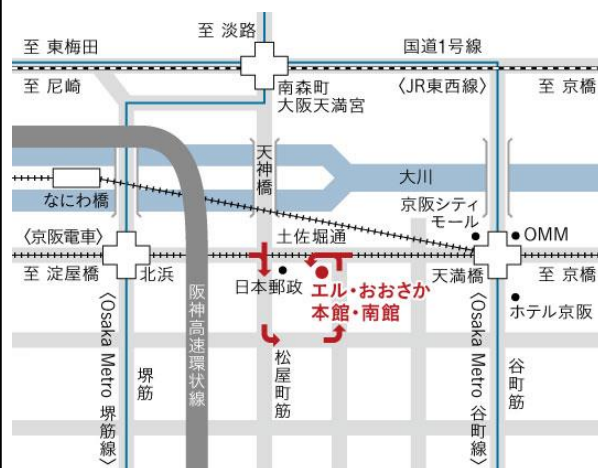 至 淡路
至 東梅田
国道1号線
至 尼崎
南森町
大阪天満宮
〈JR東西線〉
至 京橋
天神橋
大川
なにわ橋
京阪シティ
モール
OMM
〈京阪電車〉
土佐堀通
至 淀屋橋
北浜
日本郵政
エル・おおさか
本館・南館
天満橋
至 京橋
ホテル京阪
阪神高速環状線
〈Osaka Metro 堺筋線〉
堺筋
松屋町筋
〈Osaka Metro 谷町線〉
谷町筋